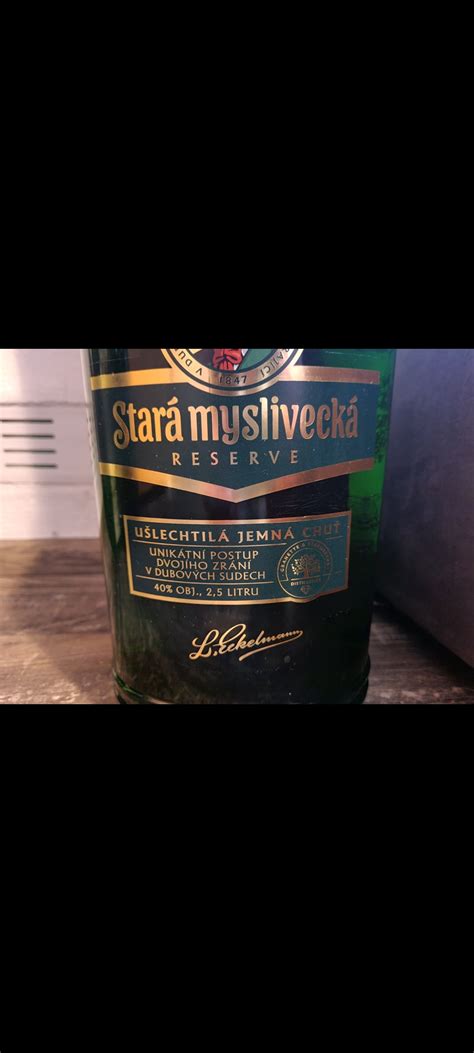 V DUB
1847
Stará myslivecká
RESERVE
UŠLECHTILÁ JEMNÁ CHUŤ
UNIKÁTNÍ POSTUP
DVOJÍHO ZRÁNÍ
V DUBOVÝCH SUDECH
40% OBJ., 2,5 LITRU
L. Eckelmann